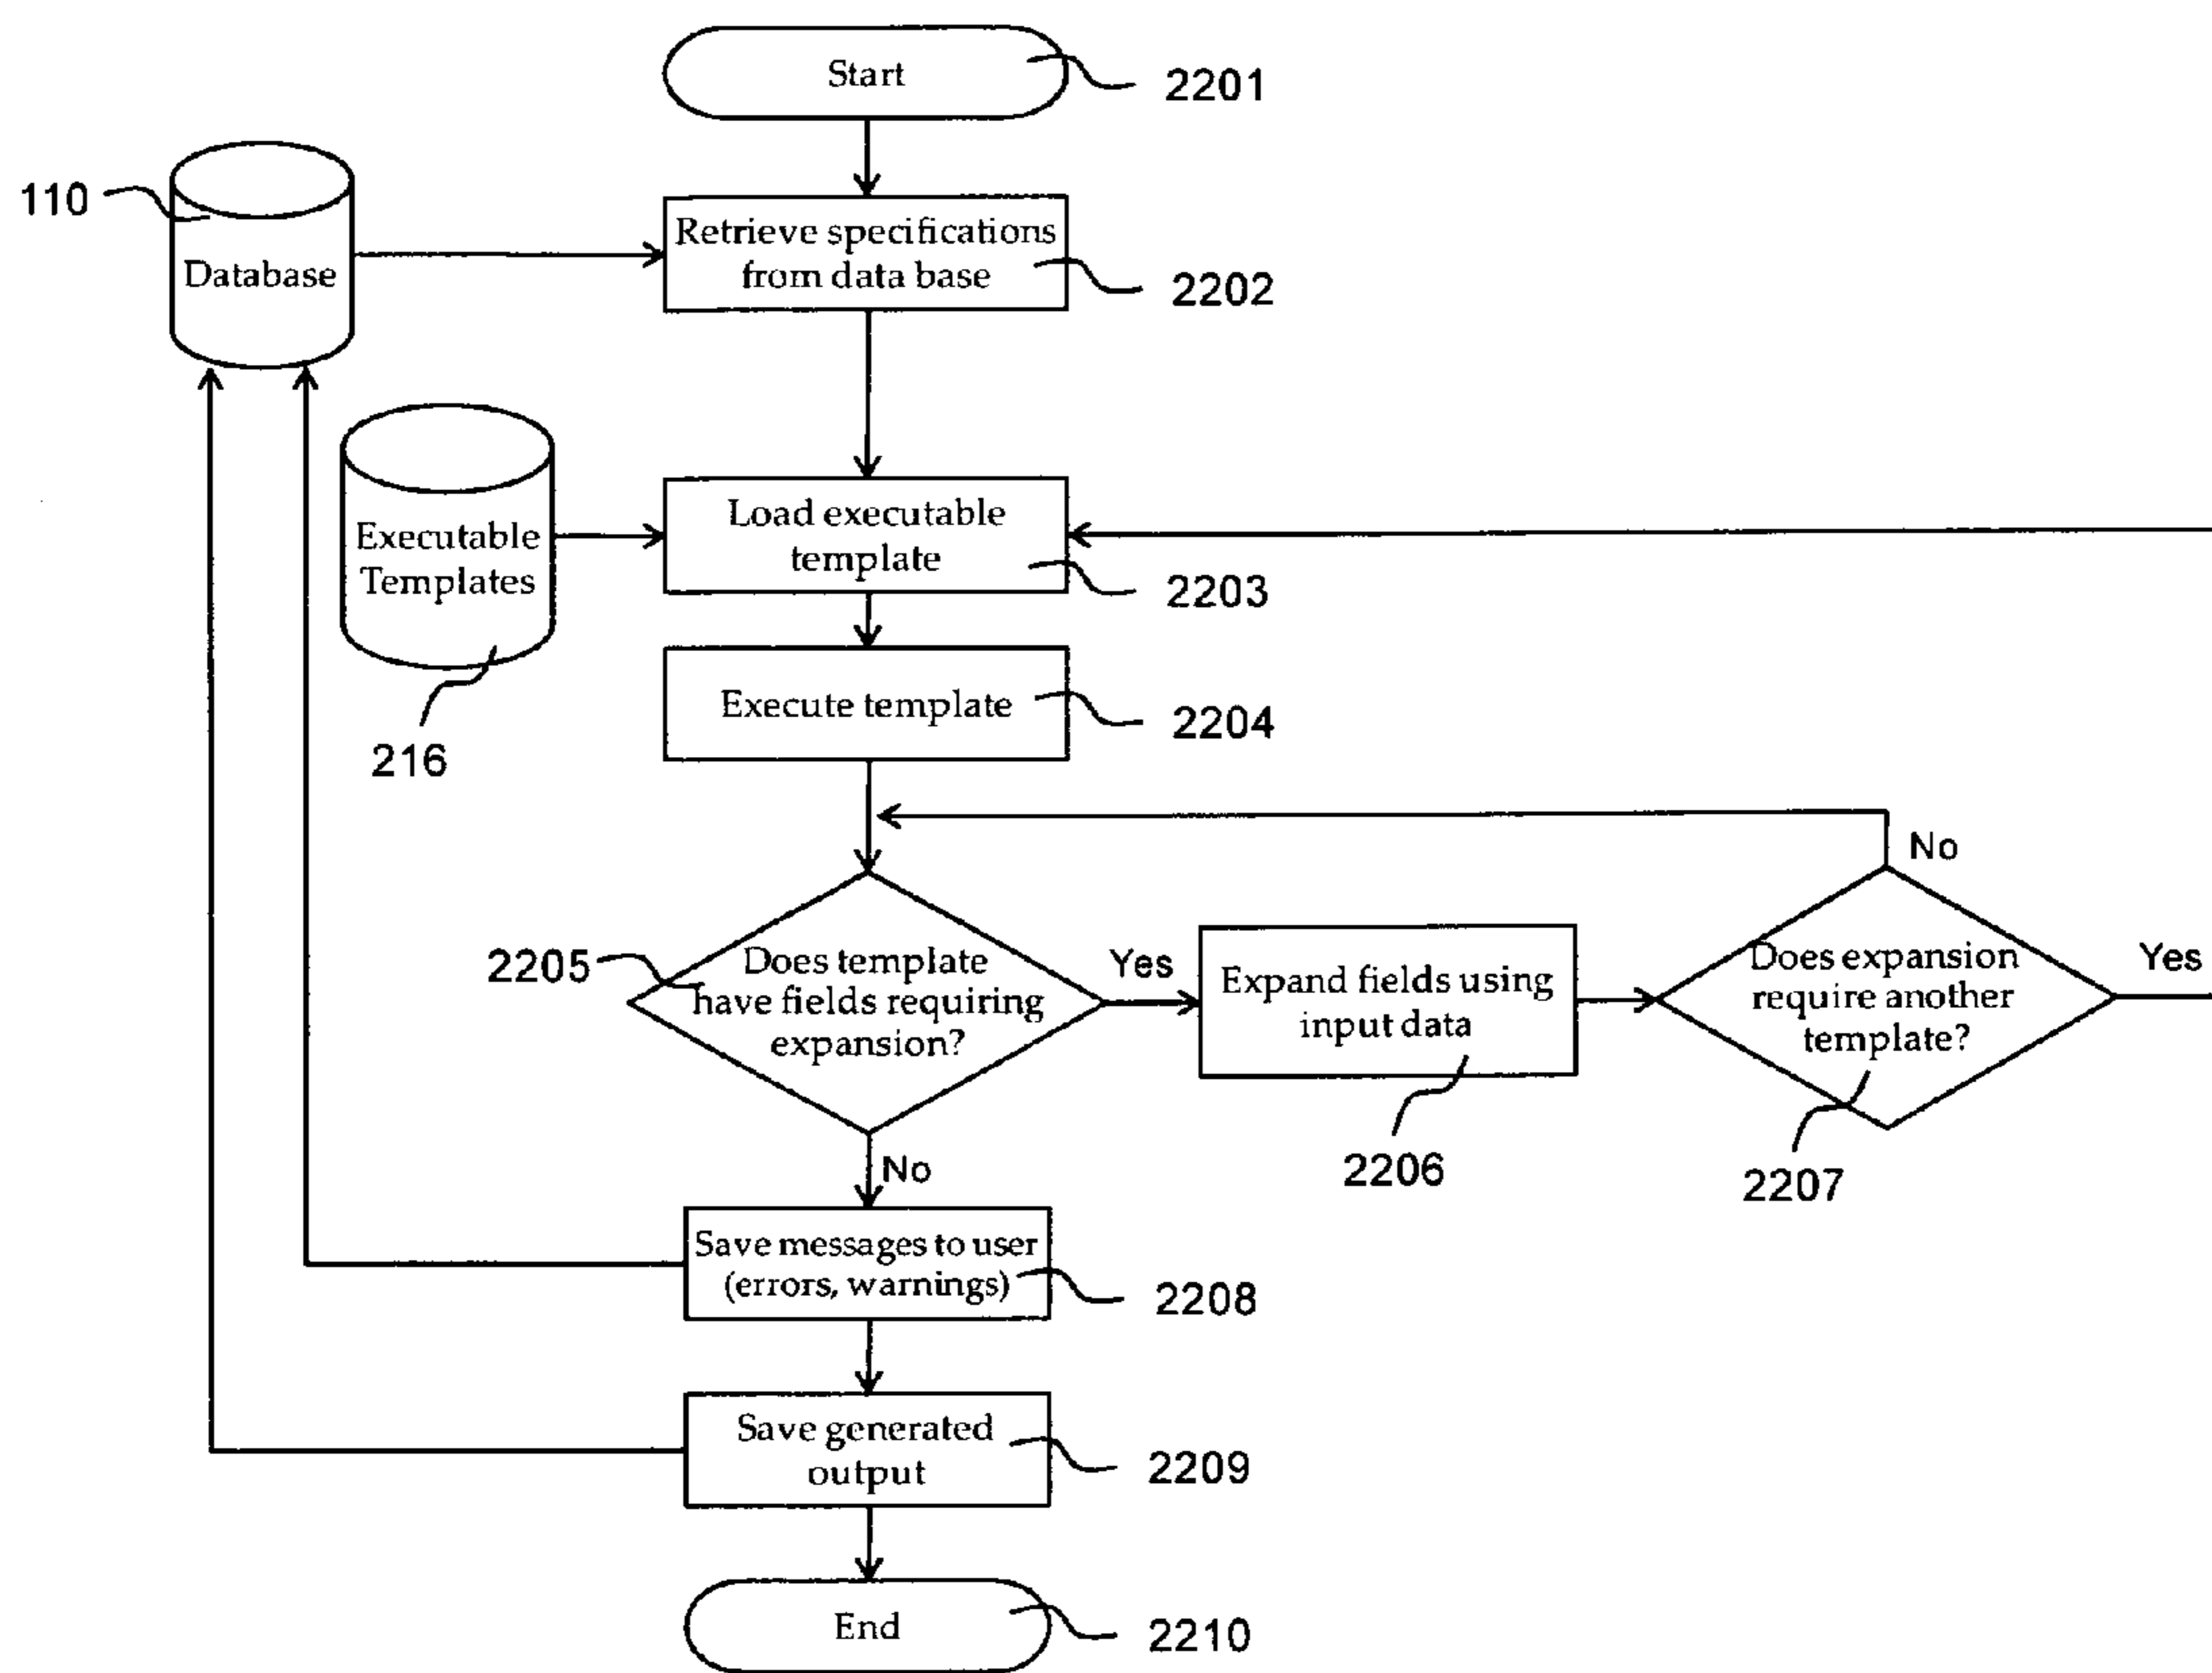 Start
2201
110
Database
Retrieve specifications
from data base
2202
Executable
Templates
216
Load executable
template
2203
Execute template
2204
No
2205
Does template
have fields requiring
expansion?
Yes
Expand fields using
input data
2206
Does expansion
require another
template?
Yes
2207
No
Save messages to user
(errors, warnings)
2208
Save generated
output
2209
End
2210